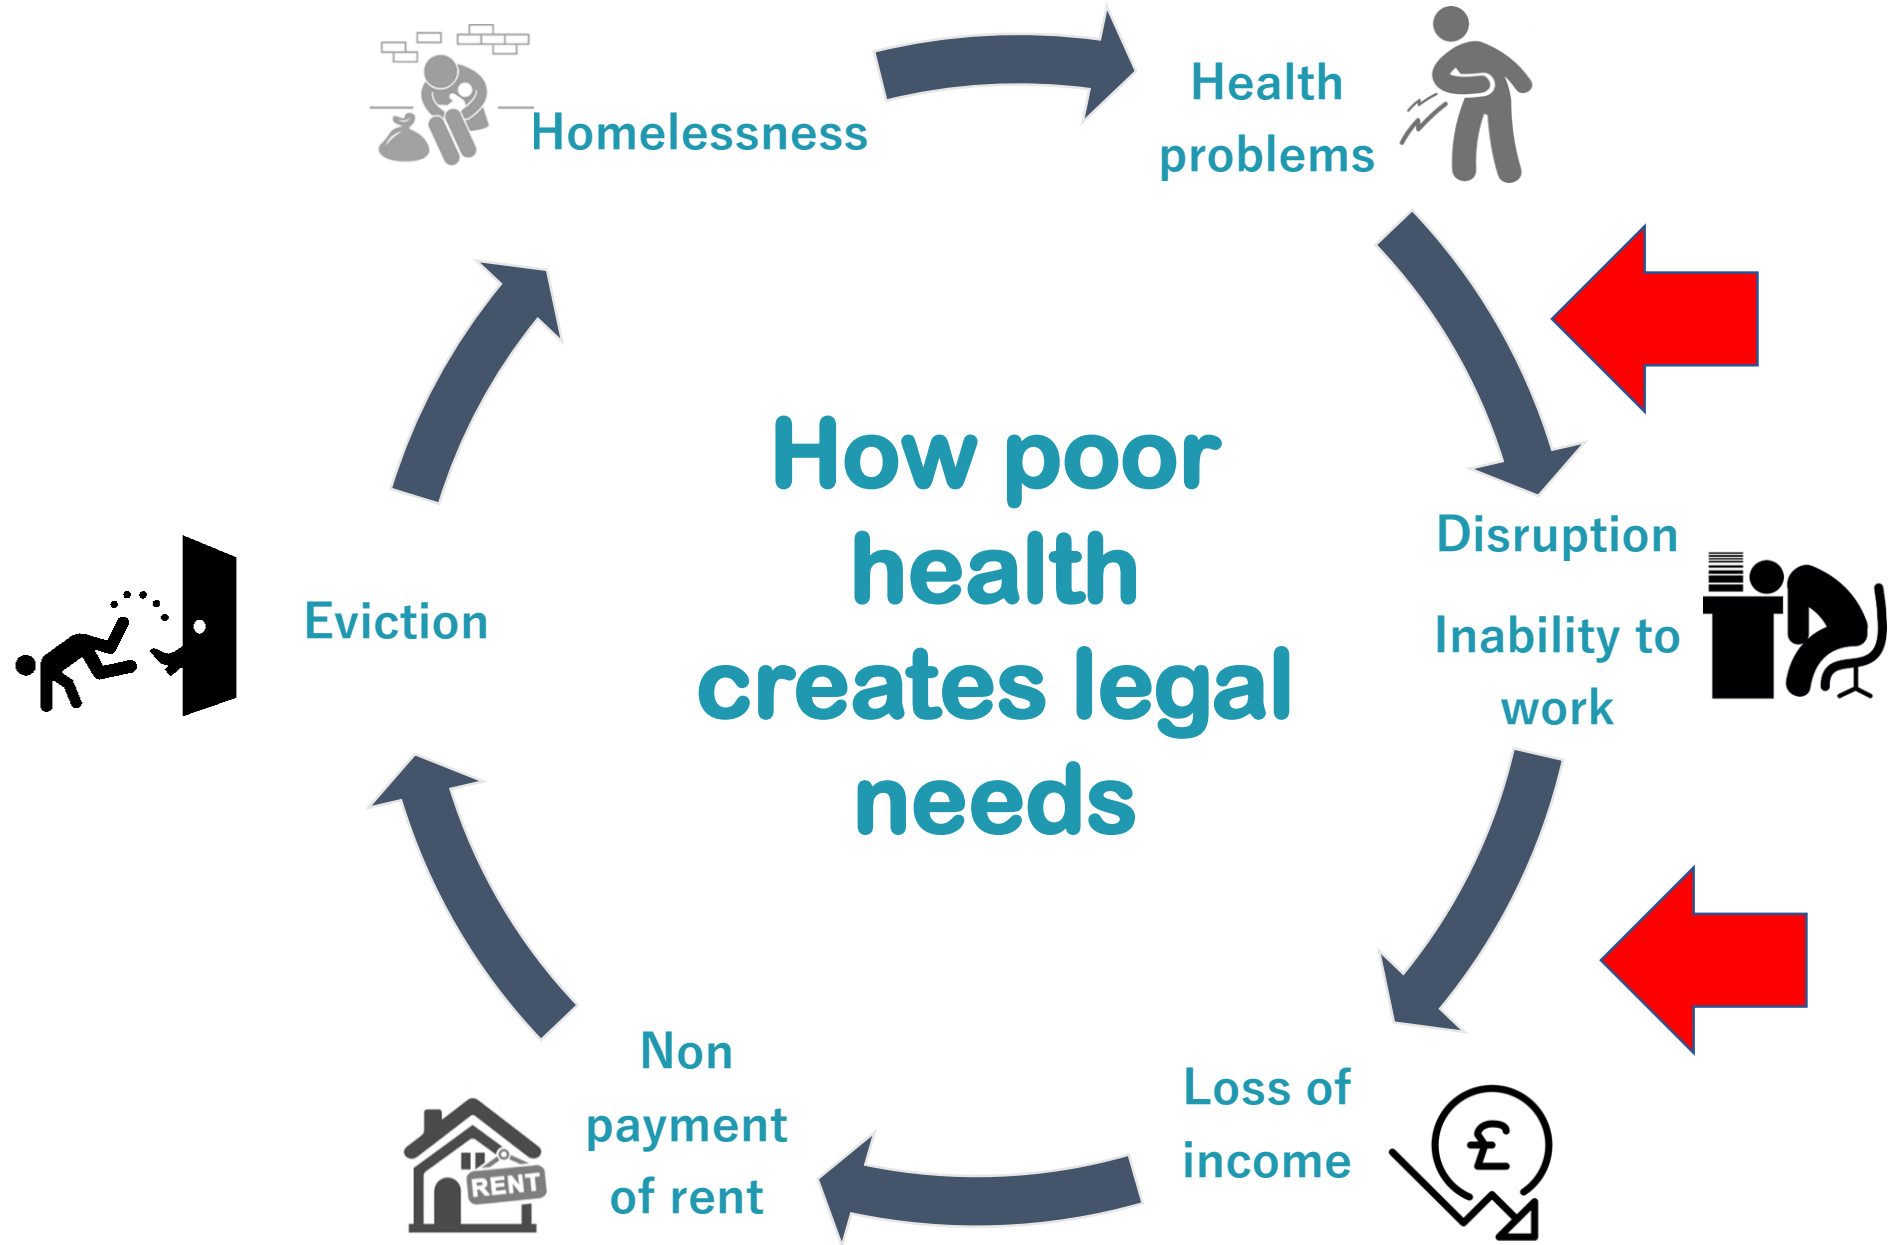 Homelessness
Health
problems
Disruption
Inability to
work
Loss of
income
£
Non
payment
of rent
RENT
Eviction
How poor
health
creates legal
needs